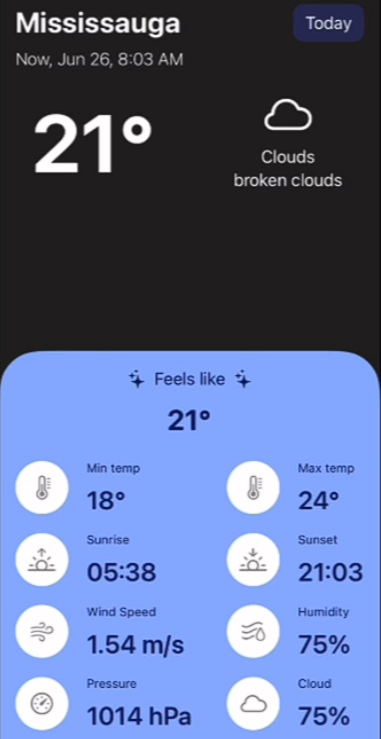 Mississauga
Today
Now, Jun 26, 8:03 AM
21°
Clouds
broken clouds
Feels like
21°
Min temp
18°
Max temp
24°
Sunrise
05:38
Sunset
21:03
Wind Speed
1.54 m/s
Humidity
75%
Pressure
1014 hPa
Cloud
75%